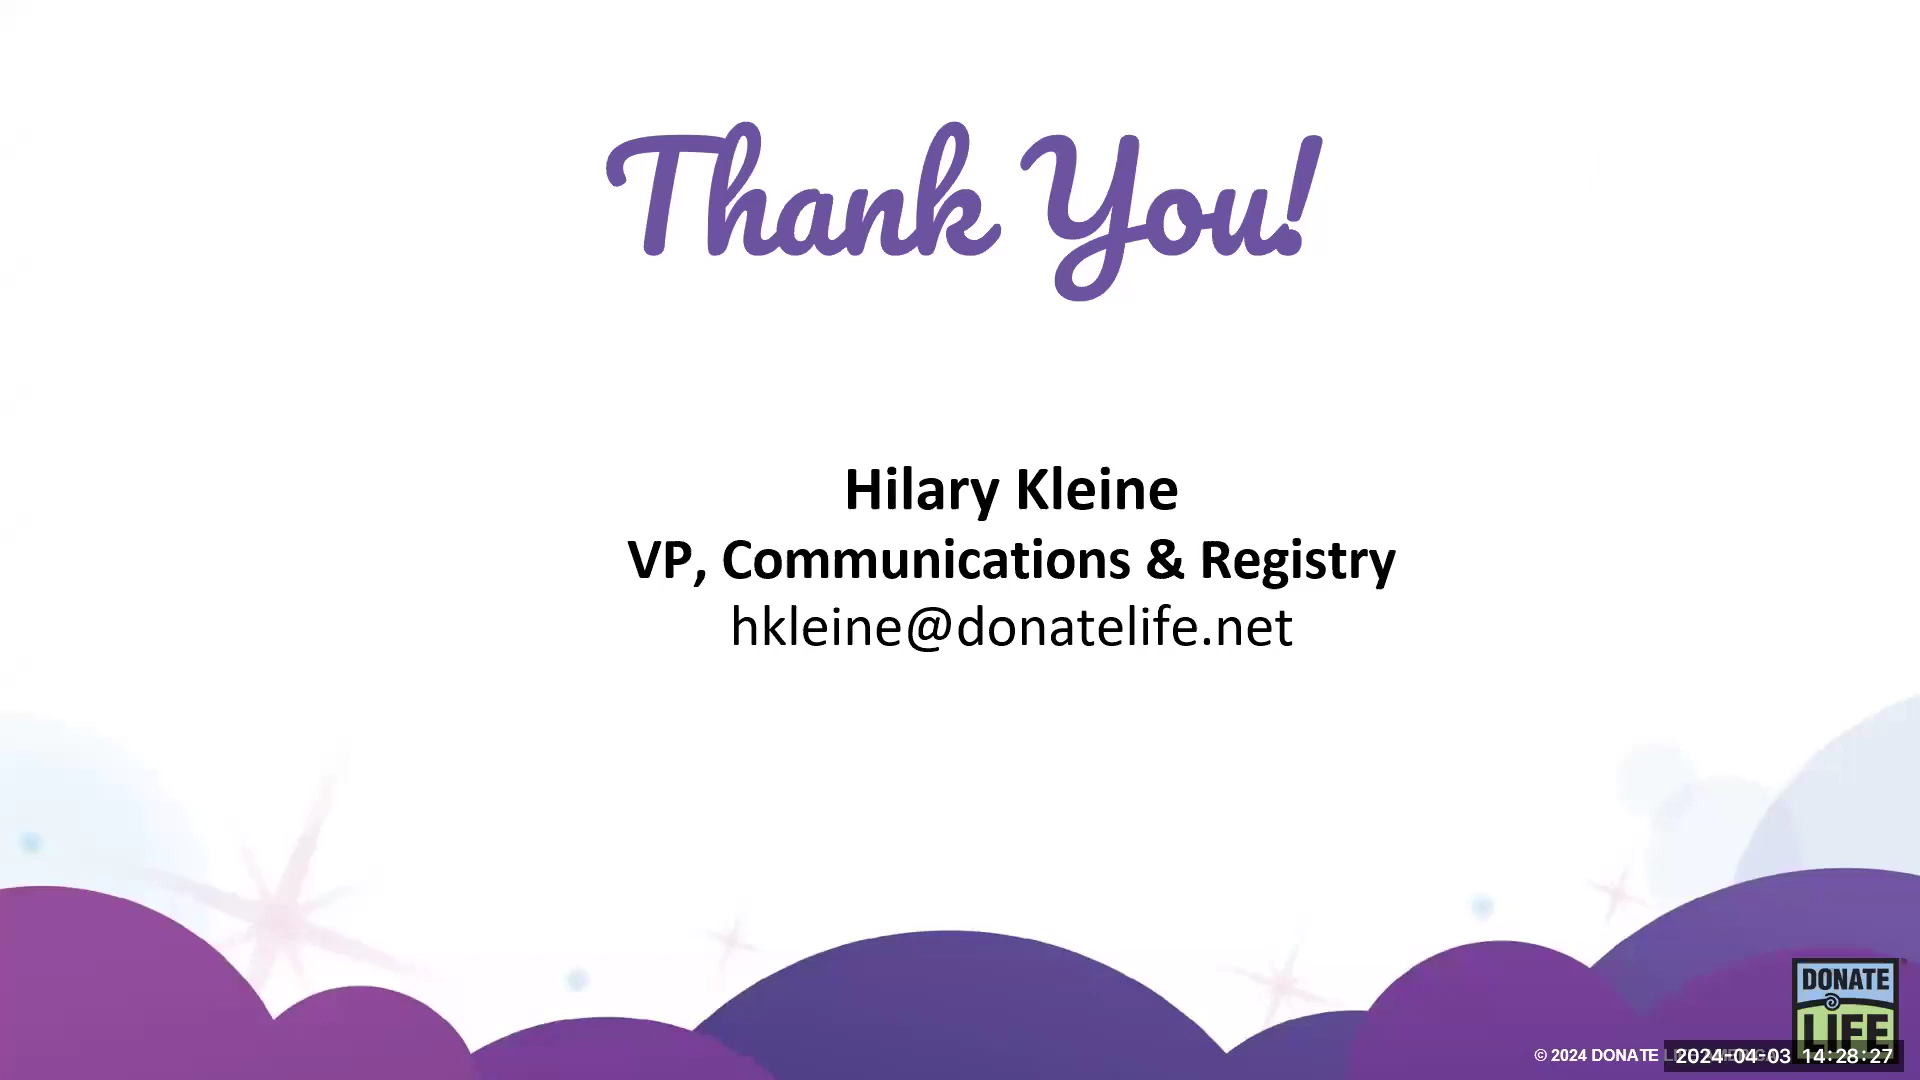 Thank You!
Hilary Kleine
VP, Communications & Registry
hkleine@donatelife.net
DONATE
LIFE
© 2024 DONATE
2024-04-03 14:28:27